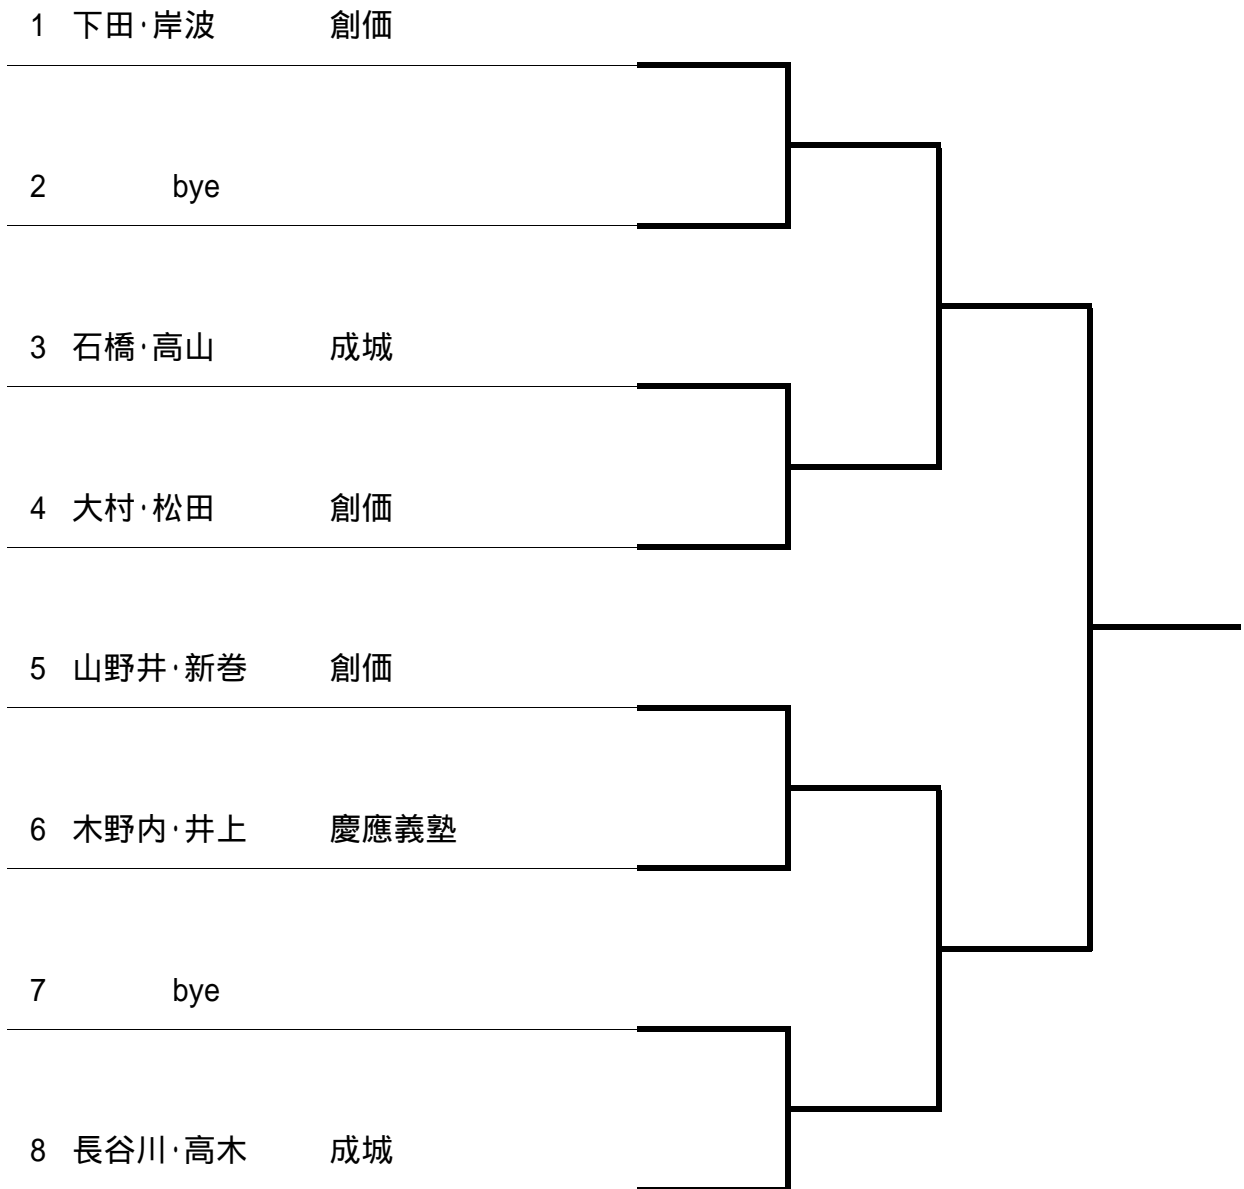 1 下田･岸波 創価
2 bye
3 石橋･高山 成城
4 大村･松田 創価
5 山野井･新巻 創価
6 木野内･井上 慶應義塾
7 bye
8 長谷川･高木 成城